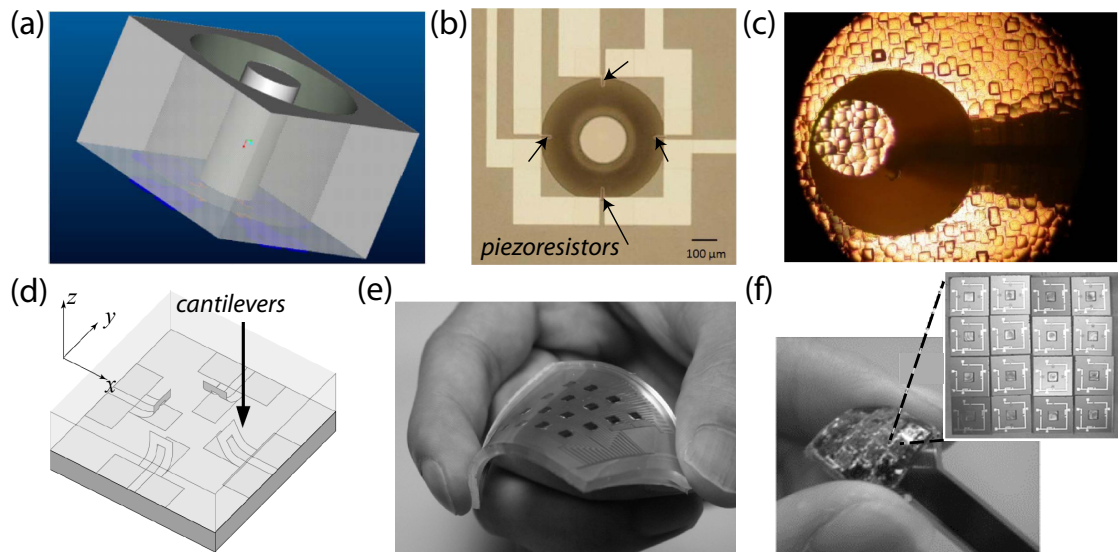 (a)
(b)
piezoresistors
100 µm
(c)
(d)
z
y
x
cantilevers
(e)
(f)